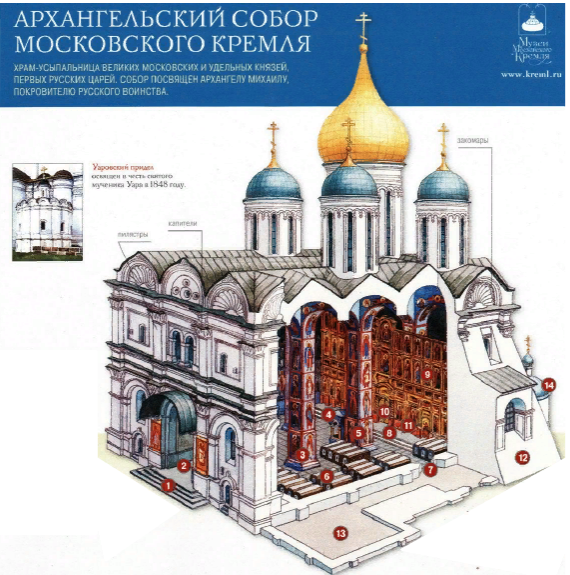 АРХАНГЕЛЬСКИЙ СОБОР
МОСКОВСКОГО КРЕМЛЯ
ХРАМ-УСЫПАЛЬНИЦА ВЕЛИКИХ МОСКОВСКИХ И УДЕЛЬНЫХ КНЯЗЕЙ,
ПЕРВЫХ РУССКИХ ЦАРЕЙ. СОБОР ПОСВЯЩЕН АРХАНГЕЛУ МИХАИЛУ,
ПОКРОВИТЕЛЮ РУССКОГО ВОИНСТВА.
Музеи
Московского
Кремля
www.kreml.ru
закомары
Уаровский придел
освящен в честь святого
мученика Уара в 1848 году.
капители
пилястры
9
14
4
10
11
5
8
3
6
7
12
2
1
13